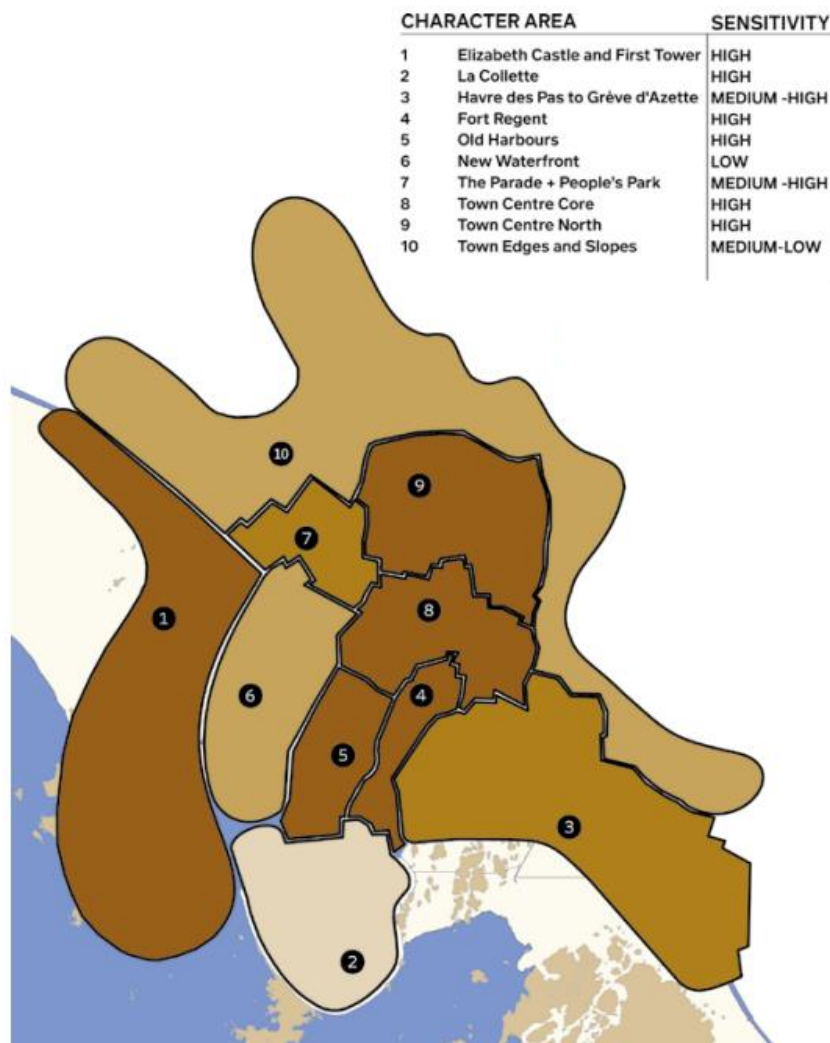 CHARACTER AREA SENSITIVITY
1 Elizabeth Castle and First Tower HIGH
2 La Collette HIGH
3 Havre des Pas to Grève d'Azette MEDIUM -HIGH
4 Fort Regent HIGH
5 Old Harbours HIGH
6 New Waterfront LOW
7 The Parade + People's Park MEDIUM -HIGH
8 Town Centre Core HIGH
9 Town Centre North HIGH
10 Town Edges and Slopes MEDIUM-LOW
10
9
7
1
8
6
4
5
3
2